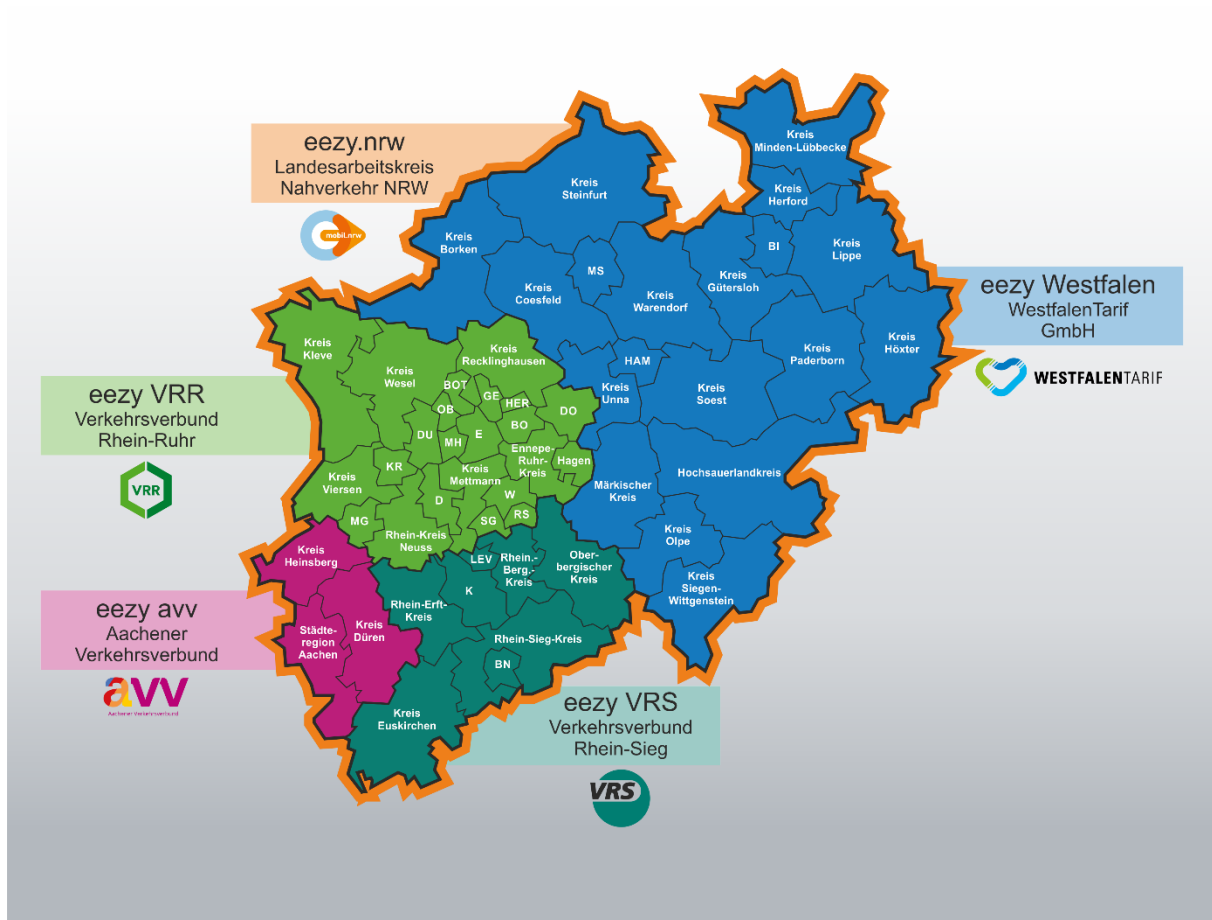 eezy.nrw
Landesarbeitskreis
Nahverkehr NRW
mobil.nrw
eezy Westfalen
WestfalenTarif
GmbH
WESTFALENTARIF
eezy VRR
Verkehrsverbund
Rhein-Ruhr
VRR
eezy avv
Aachener
Verkehrsverbund
avv
Aachener Verkehrsverbund
eezy VRS
Verkehrsverbund
Rhein-Sieg
VRS
Kreis
Minden-Lübbecke
Kreis
Herford
Kreis
Steinfurt
Kreis
Borken
BI
Kreis
Lippe
MS
Kreis
Coesfeld
Kreis
Gütersloh
Kreis
Warendorf
Kreis
Höxter
Kreis
Paderborn
HAM
Kreis
Unna
Kreis
Soest
Hochsauerlandkreis
Märkischer
Kreis
Kreis
Olpe
Kreis
Siegen-
Wittgenstein
Kreis
Kleve
Kreis
Recklinghausen
Kreis
Wesel
BOT
GE
HER
OB
DO
BO
DU
MH
E
Ennepe-
Ruhr-
Kreis
Hagen
KR
Kreis
Mettmann
Kreis
Viersen
D
W
MG
SG
RS
Rhein-Kreis
Neuss
Kreis
Heinsberg
Städte-
region
Aachen
Kreis
Düren
LEV
Rhein.-
Berg.-
Kreis
Ober-
bergischer
Kreis
K
Rhein-Erft-
Kreis
Rhein-Sieg-Kreis
BN
Kreis
Euskirchen